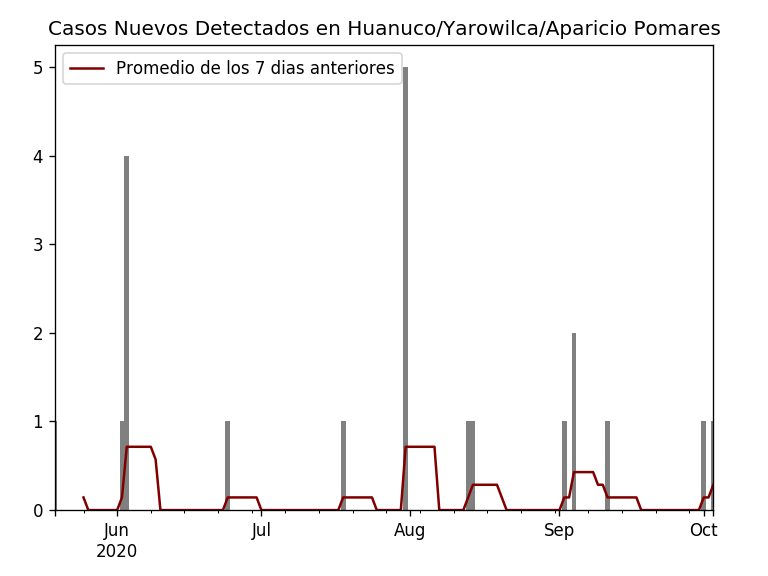 Casos Nuevos Detectados en Huanuco/Yarowilca/Aparicio Pomares
Promedio de los 7 dias anteriores
5
4
3
2
1
0
Jun Jul Aug Sep Oct
2020